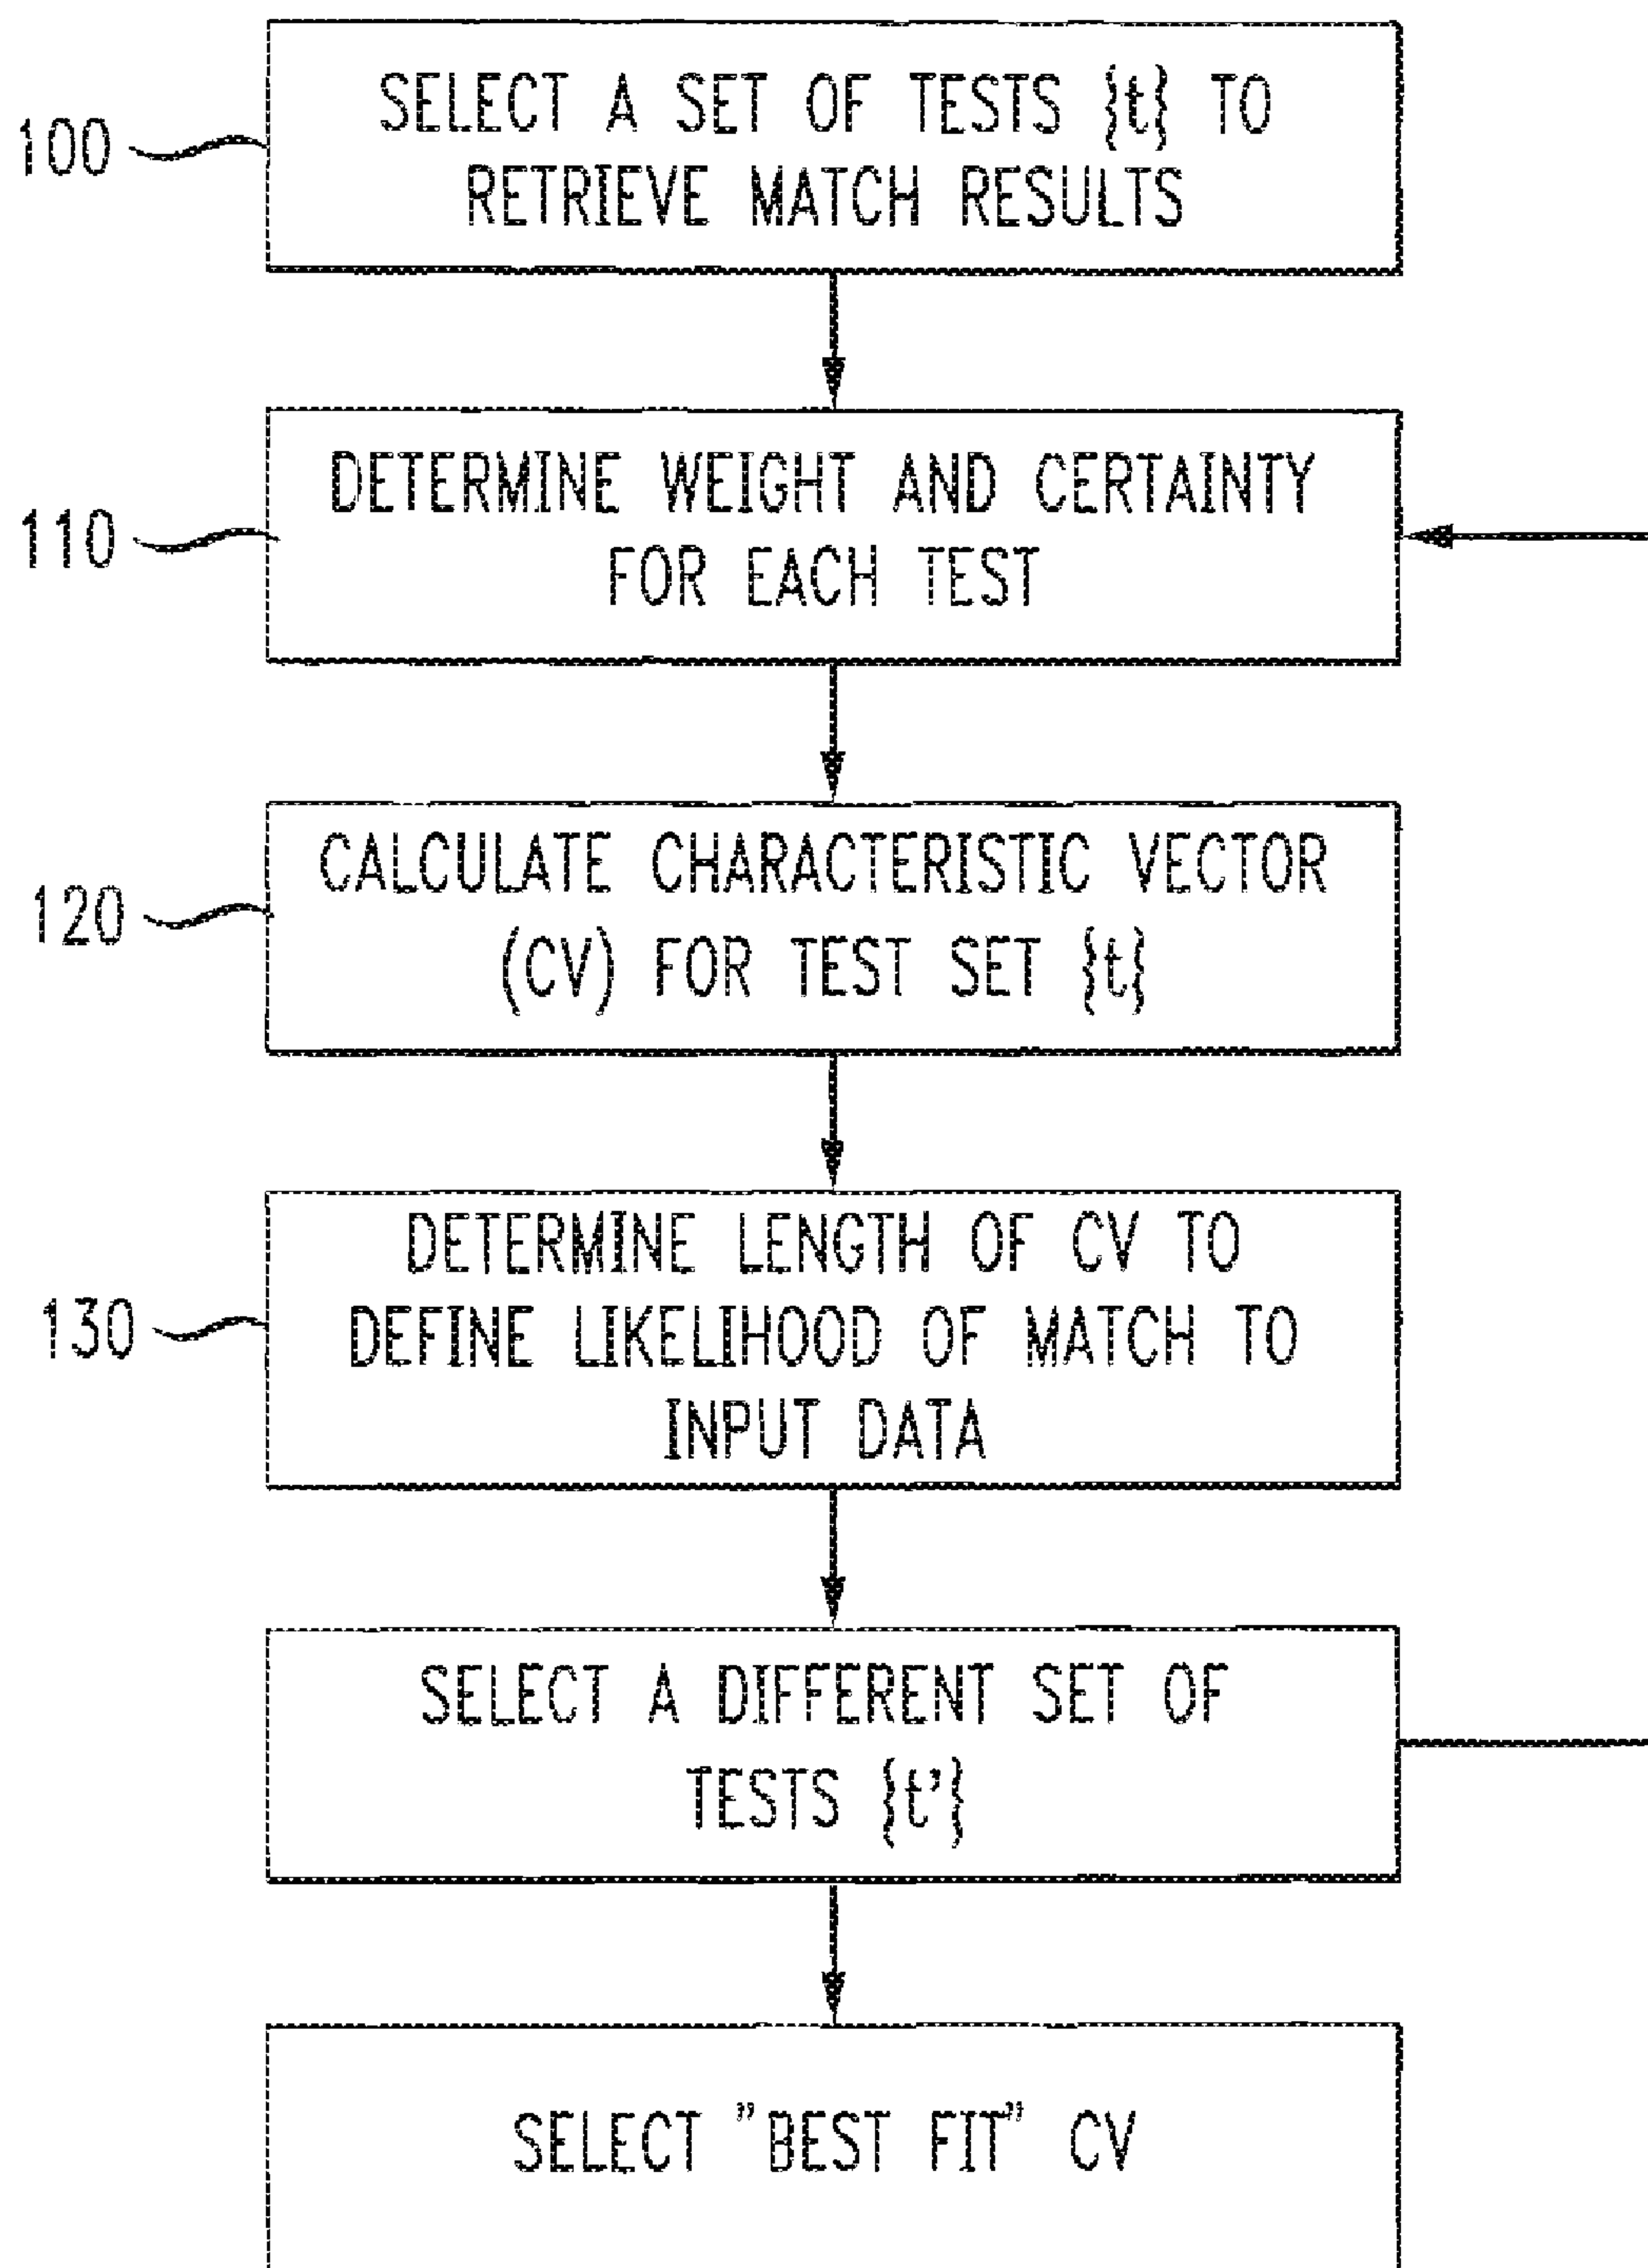 SELECT A SET OF TESTS {t} TO
100
RETRIEVE MATCH RESULTS
DETERMINE WEIGHT AND CERTAINTY
110
FOR EACH TEST
CALCULATE CHARACTERISTIC VECTOR
120
(CV) FOR TEST SET {t}
DETERMINE LENGTH OF CV TO
130
DEFINE LIKELIHOOD OF MATCH TO
INPUT DATA
SELECT A DIFFERENT SET OF
TESTS {t’}
SELECT ”BEST FIT” CV